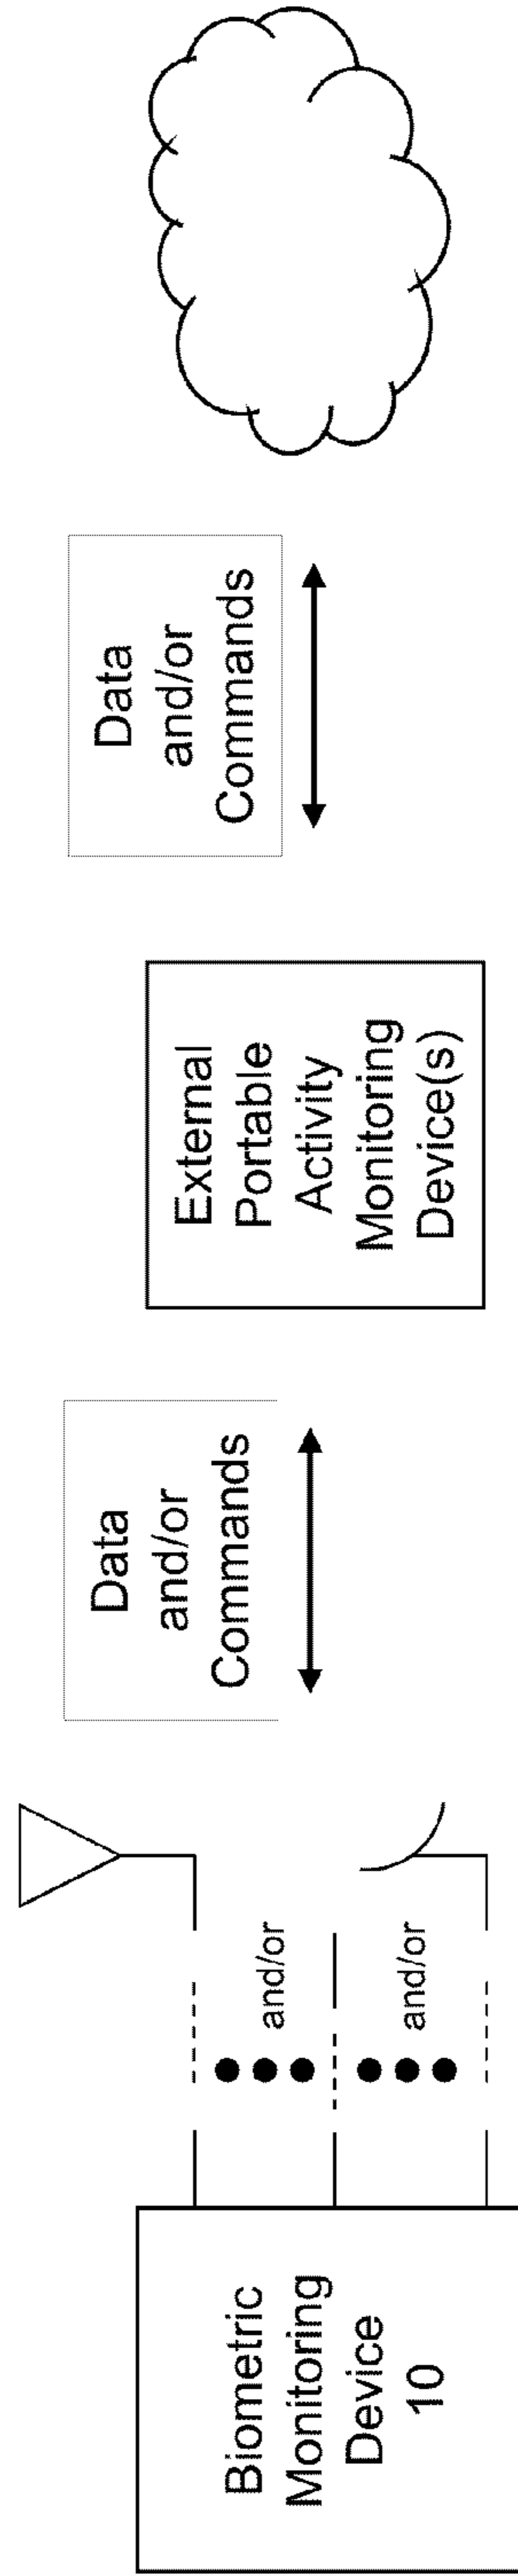 Biometric
Monitoring
Device
10
and/or
and/or
Data
and/or
Commands
External
Portable
Activity
Monitoring
Device(s)
Data
and/or
Commands